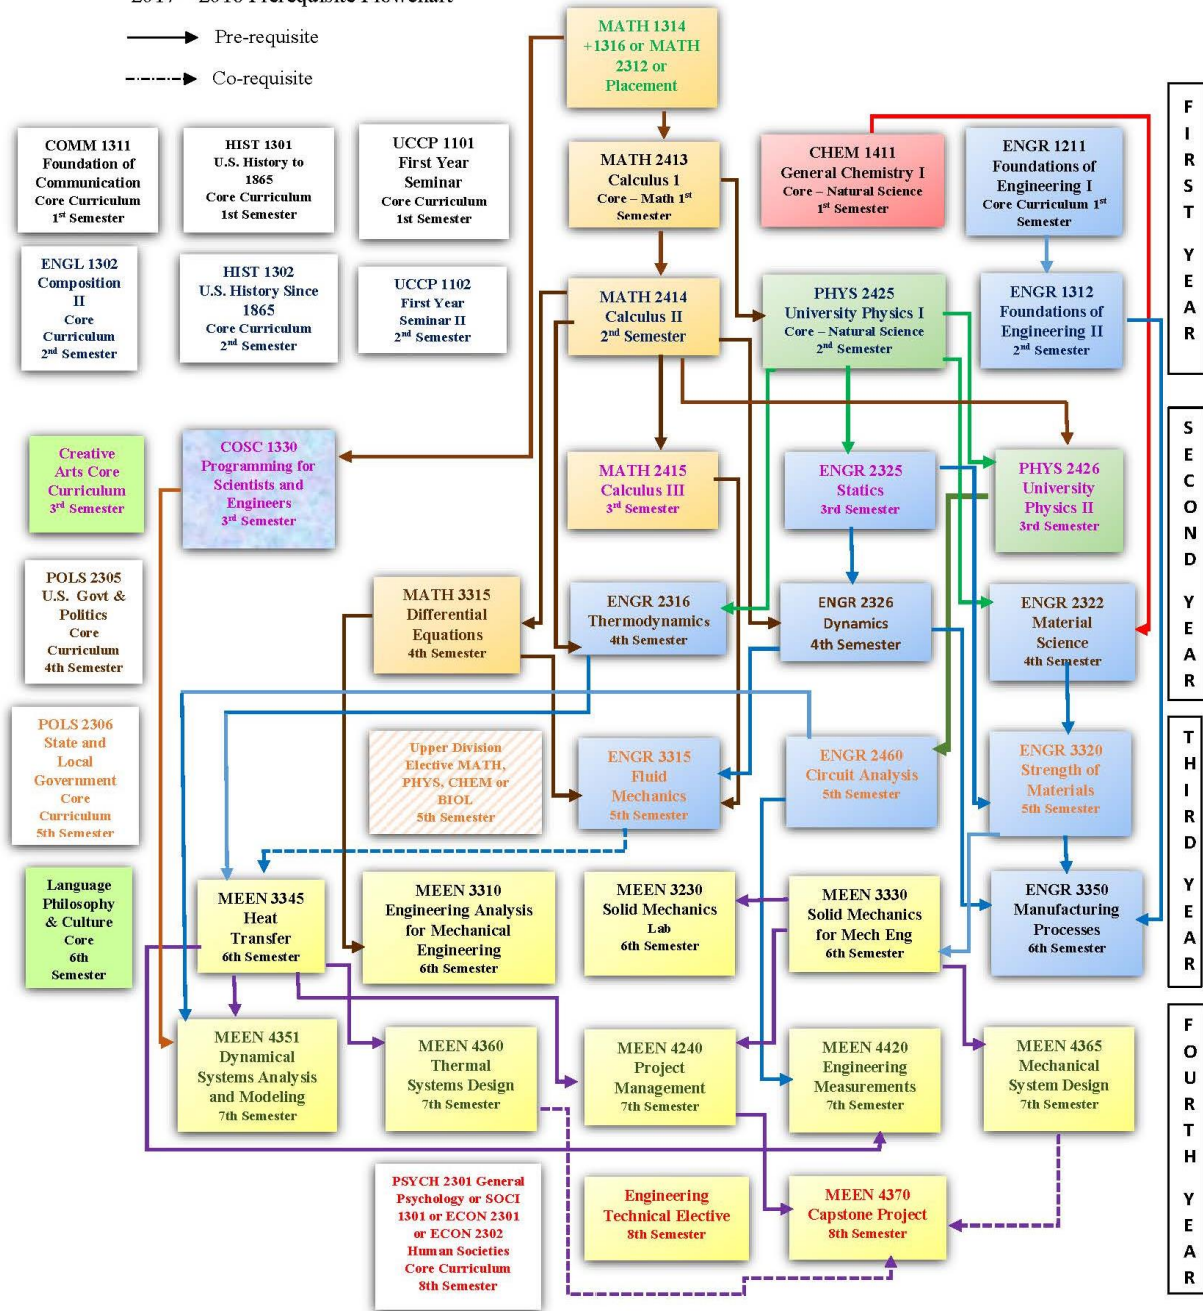 2017 – 2018 Prerequisite Flowchart
Pre-requisite
Co-requisite
MATH 1314
+1316 or MATH
2312 or
Placement
COMM 1311
Foundation of
Communication
Core Curriculum
1st Semester
HIST 1301
U.S. History to
1865
Core Curriculum
1st Semester
UCCP 1101
First Year
Seminar
Core Curriculum
1st Semester
MATH 2413
Calculus 1
Core – Math 1st
Semester
CHEM 1411
General Chemistry I
Core – Natural Science
1st Semester
ENGR 1211
Foundations of
Engineering I
Core Curriculum 1st
Semester
FIRST YEAR
ENGL 1302
Composition
II
Core
Curriculum
2nd Semester
HIST 1302
U.S. History Since
1865
Core Curriculum
2nd Semester
UCCP 1102
First Year
Seminar II
2nd Semester
MATH 2414
Calculus II
2nd Semester
PHYS 2425
University Physics I
Core – Natural Science
2nd Semester
ENGR 1312
Foundations of
Engineering II
2nd Semester
Creative
Arts Core
Curriculum
3rd Semester
COSC 1330
Programming for
Scientists and
Engineers
3rd Semester
MATH 2415
Calculus III
3rd Semester
ENGR 2325
Statics
3rd Semester
PHYS 2426
University
Physics II
3rd Semester
SECOND YEAR
POLS 2305
U.S. Govt &
Politics
Core
Curriculum
4th Semester
MATH 3315
Differential
Equations
4th Semester
ENGR 2316
Thermodynamics
4th Semester
ENGR 2326
Dynamics
4th Semester
ENGR 2322
Material
Science
4th Semester
POLS 2306
State and
Local
Government
Core
Curriculum
5th Semester
Upper Division
Elective MATH,
PHYS, CHEM or
BIOL
5th Semester
ENGR 3315
Fluid
Mechanics
5th Semester
ENGR 2460
Circuit Analysis
5th Semester
ENGR 3320
Strength of
Materials
5th Semester
THIRD YEAR
Language
Philosophy
& Culture
Core
6th
Semester
MEEN 3345
Heat
Transfer
6th Semester
MEEN 3310
Engineering Analysis
for Mechanical
Engineering
6th Semester
MEEN 3230
Solid Mechanics
Lab
6th Semester
MEEN 3330
Solid Mechanics
for Mech Eng
6th Semester
ENGR 3350
Manufacturing
Processes
6th Semester
MEEN 4351
Dynamical
Systems Analysis
and Modeling
7th Semester
MEEN 4360
Thermal
Systems Design
7th Semester
MEEN 4240
Project
Management
7th Semester
MEEN 4420
Engineering
Measurements
7th Semester
MEEN 4365
Mechanical
System Design
7th Semester
FOURTH YEAR
PSYCH 2301 General
Psychology or SOCI
1301 or ECON 2301
or ECON 2302
Human Societies
Core Curriculum
8th Semester
Engineering
Technical Elective
8th Semester
MEEN 4370
Capstone Project
8th Semester